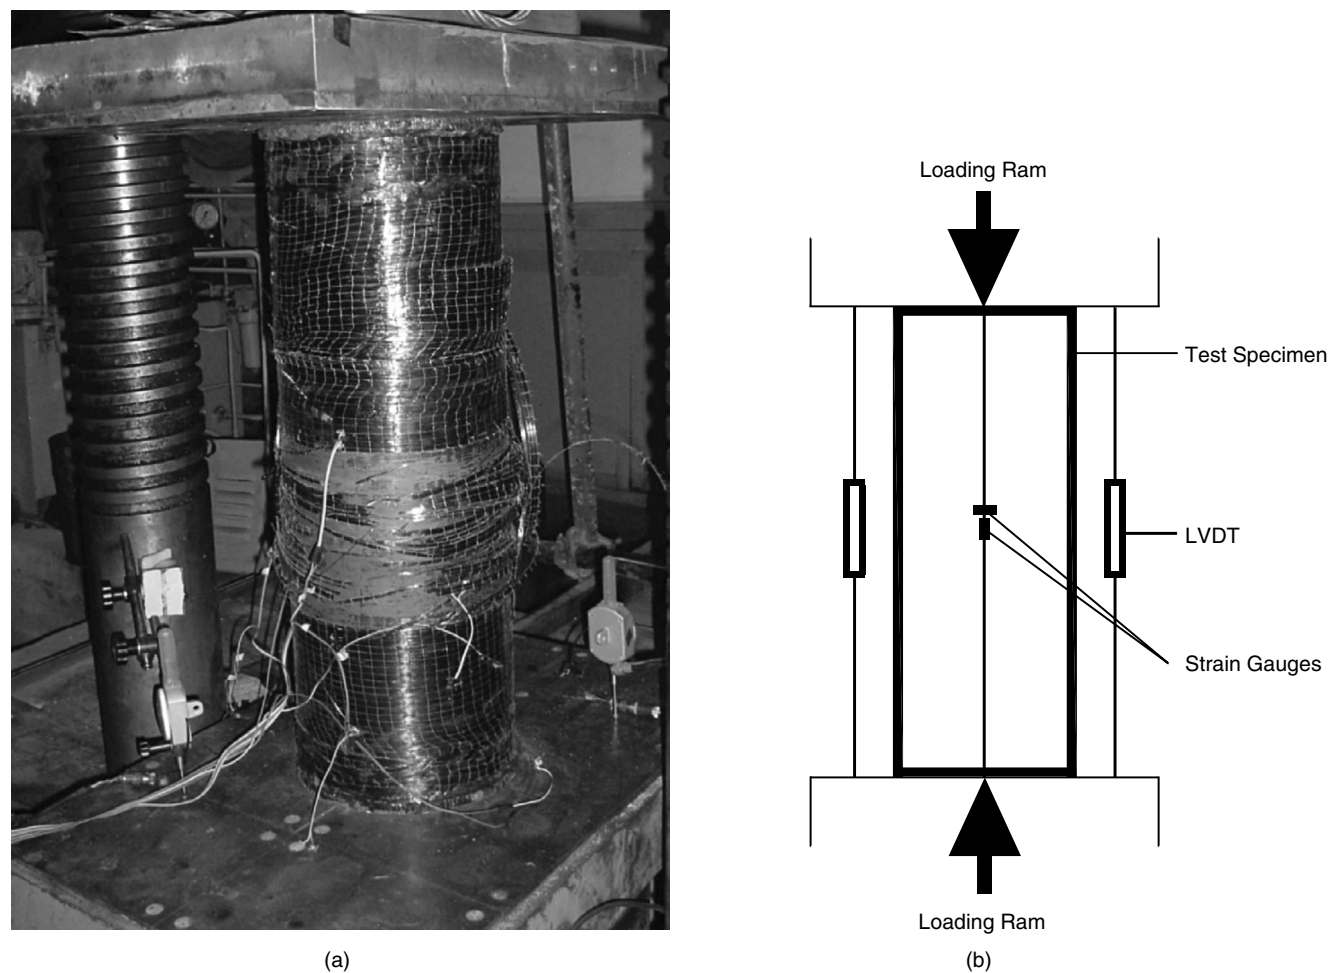 Loading Ram
Test Specimen
LVDT
Strain Gauges
Loading Ram
(a)
(b)